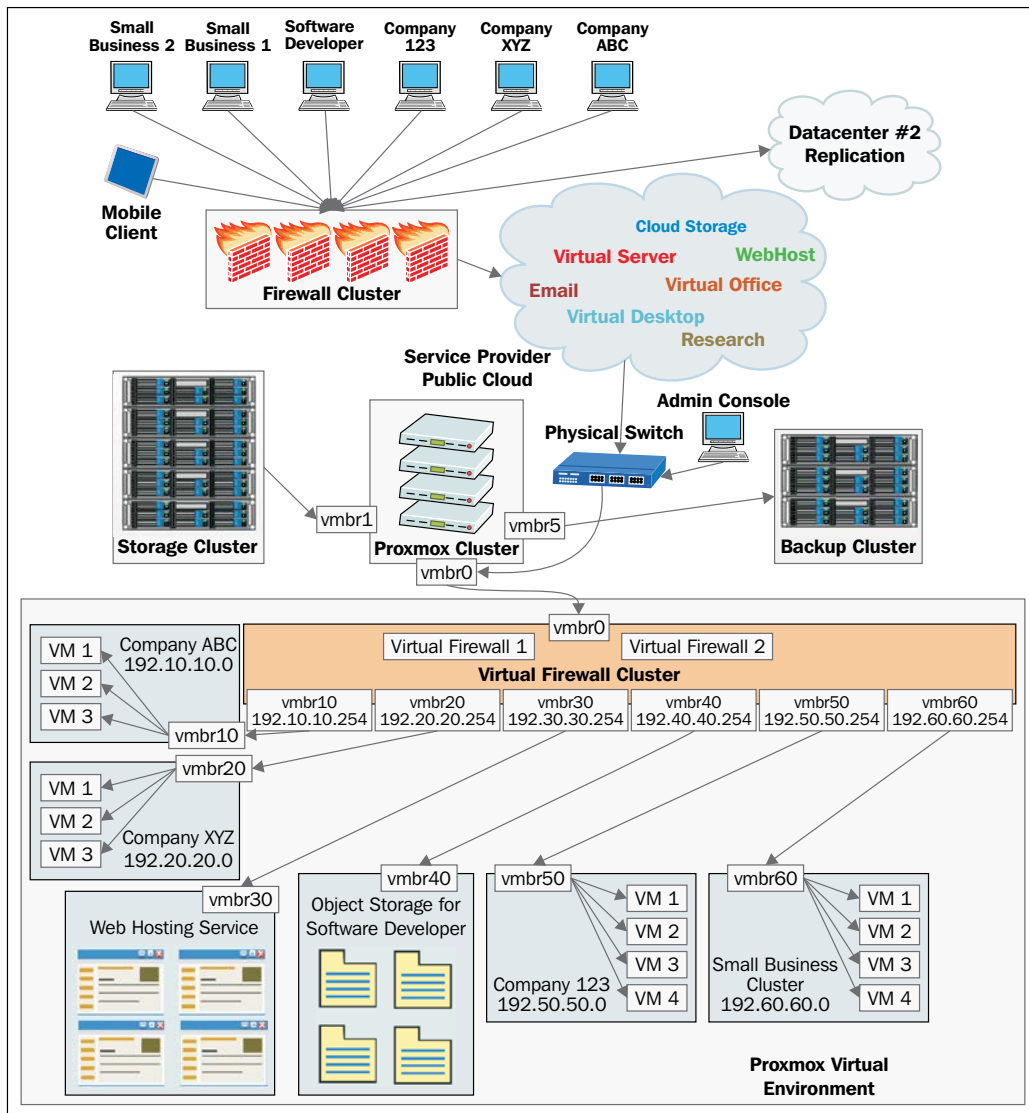 Small
Business 2
Small
Business 1
Software
Developer
Company
123
Company
XYZ
Company
ABC
Datacenter #2
Replication
Mobile
Client
Firewall Cluster
Cloud Storage
Virtual Server
WebHost
Email
Virtual Office
Virtual Desktop
Research
Service Provider
Public Cloud
Admin Console
Physical Switch
vmbr1
vmbr5
Storage Cluster
Proxmox Cluster
Backup Cluster
vmbr0
vmbr0
Virtual Firewall 1
Virtual Firewall 2
Virtual Firewall Cluster
vmbr10
192.10.10.254
vmbr20
192.20.20.254
vmbr30
192.30.30.254
vmbr40
192.40.40.254
vmbr50
192.50.50.254
vmbr60
192.60.60.254
Company ABC
192.10.10.0
VM 1
VM 2
VM 3
vmbr10
vmbr20
VM 1
VM 2
VM 3
Company XYZ
192.20.20.0
vmbr30
Web Hosting Service
vmbr40
Object Storage for
Software Developer
vmbr50
VM 1
VM 2
VM 3
VM 4
Company 123
192.50.50.0
vmbr60
VM 1
VM 2
VM 3
VM 4
Small Business
Cluster
192.60.60.0
Proxmox Virtual
Environment